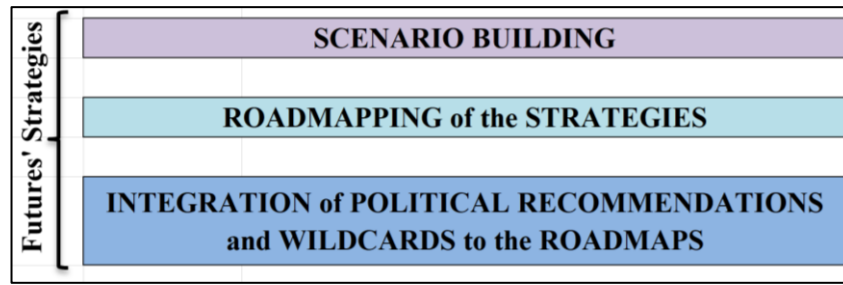 Futures' Strategies
SCENARIO BUILDING
ROADMAPPING of the STRATEGIES
INTEGRATION of POLITICAL RECOMMENDATIONS
and WILDCARDS to the ROADMAPS